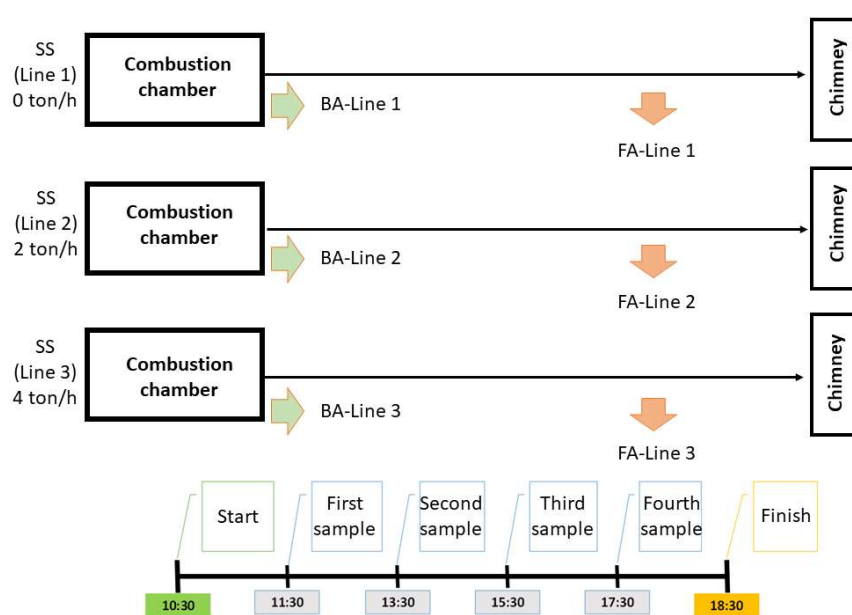 SS
(Line 1)
0 ton/h
Combustion
chamber
BA-Line 1
FA-Line 1
Chimney
SS
(Line 2)
2 ton/h
Combustion
chamber
BA-Line 2
FA-Line 2
Chimney
SS
(Line 3)
4 ton/h
Combustion
chamber
BA-Line 3
FA-Line 3
Chimney
Start
First
sample
Second
sample
Third
sample
Fourth
sample
Finish
10:30
11:30
13:30
15:30
17:30
18:30